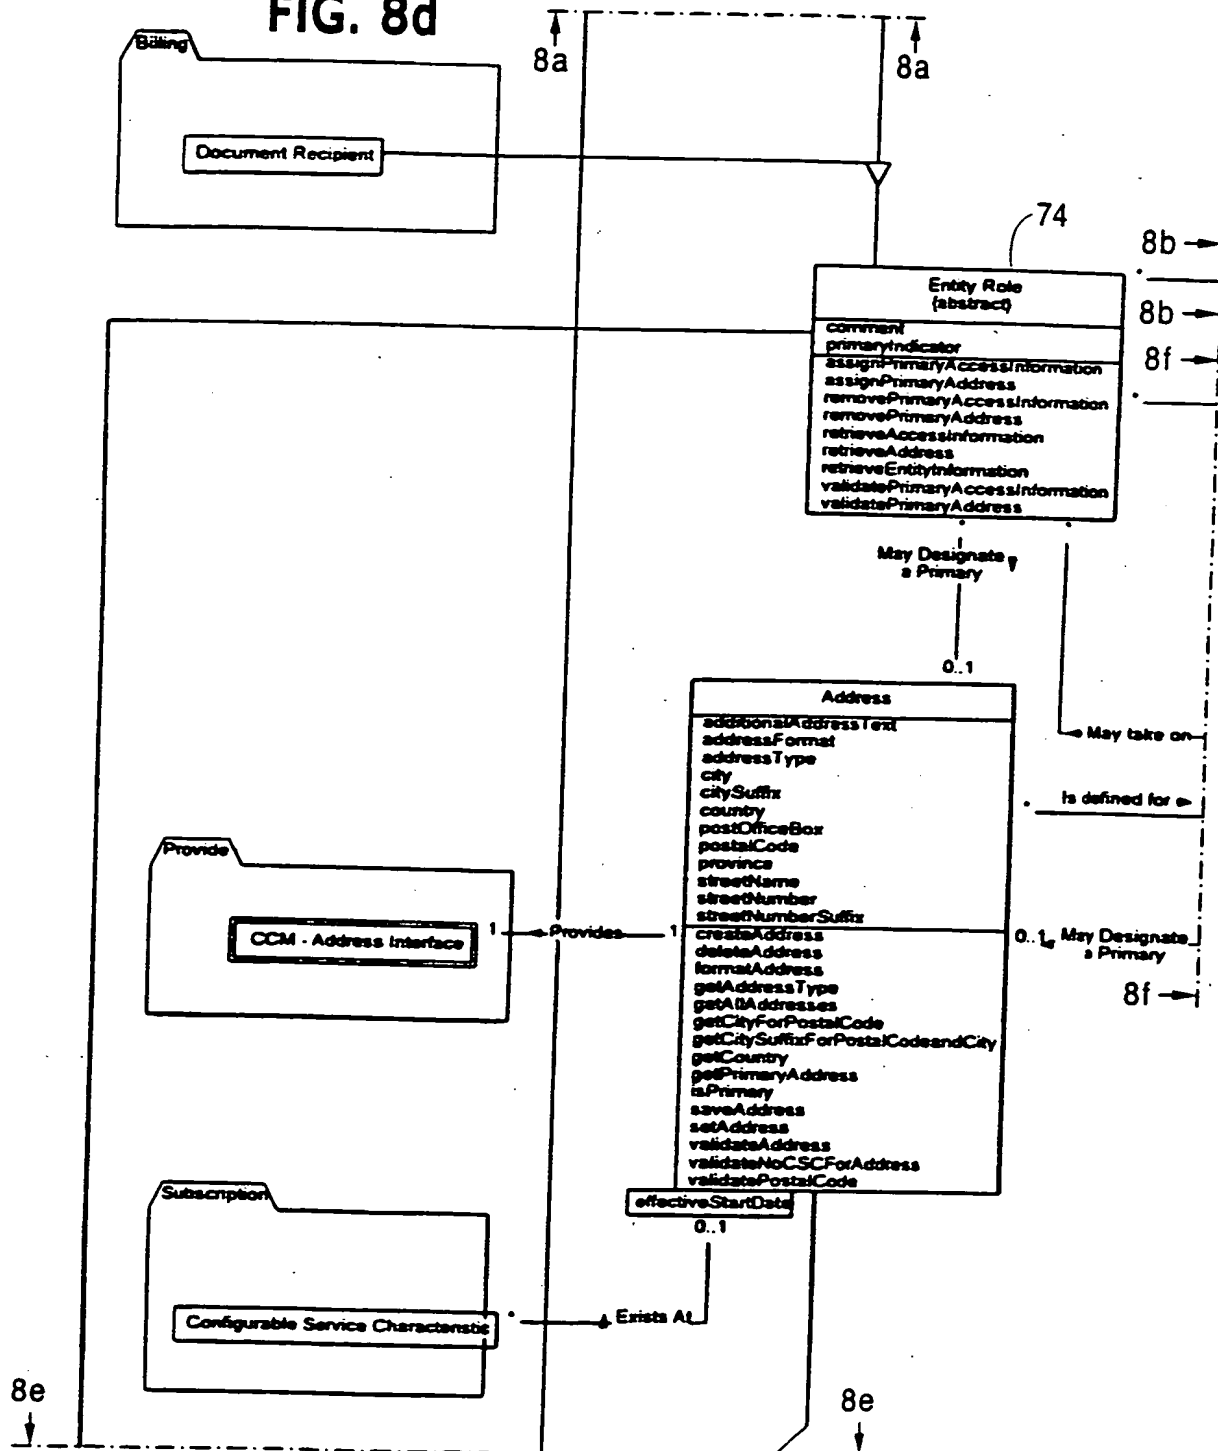 FIG. 8d
8a
8a
Billing
Document Recipient
74
8b
8b
8f
Entity Role
{abstract}
comment
primaryIndicator
assignPrimaryAccessInformation
assignPrimaryAddress
removePrimaryAccessInformation
removePrimaryAddress
retrieveAccessInformation
retrieveAddress
retrieveEntityInformation
validatePrimaryAccessInformation
validatePrimaryAddress
*
*
*
*
May Designate
a Primary
0..1
Address
additionalAddressText
addressFormat
addressType
city
citySuffix
country
postOfficeBox
postalCode
province
streetName
streetNumber
streetNumberSuffix
createAddress
deleteAddress
formatAddress
getAddressType
getAllAddresses
getCityForPostalCode
getCitySuffixForPostalCodeandCity
getCountry
getPrimaryAddress
isPrimary
saveAddress
setAddress
validateAddress
validateNoCSCForAddress
validatePostalCode
May take on
* Is defined for
0..1 May Designate
a Primary
8f
Provide
CCM - Address Interface
1 Provides 1
effectiveStartDate
0..1
Subscription
Configurable Service Characteristic
* Exists At
8e
8e